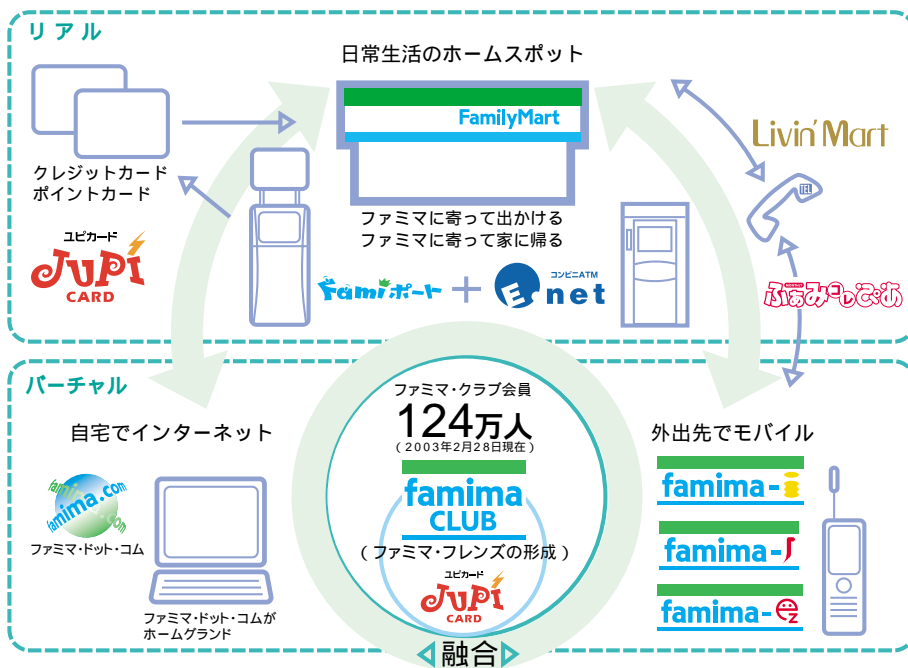 リアル
日常生活のホームスポット
FamilyMart
クレジットカード
ポイントカード
ユピカード
JUPI
CARD
ファミマに寄って出かける
ファミマに寄って家に帰る
Famiポート
+
コンビニATM
E net
Livin'Mart
TEL
ふぁみコレぴあ
バーチャル
自宅でインターネット
famima.com
famima.com
ファミマ・ドット・コム
ファミマ・ドット・コムが
ホームグランド
ファミマ・クラブ会員
124万人
(2003年2月28日現在)
famima
CLUB
(ファミマ・フレンズの形成)
ユピカード
JUPI
CARD
融合
外出先でモバイル
famima-i
famima-J
famima-ez